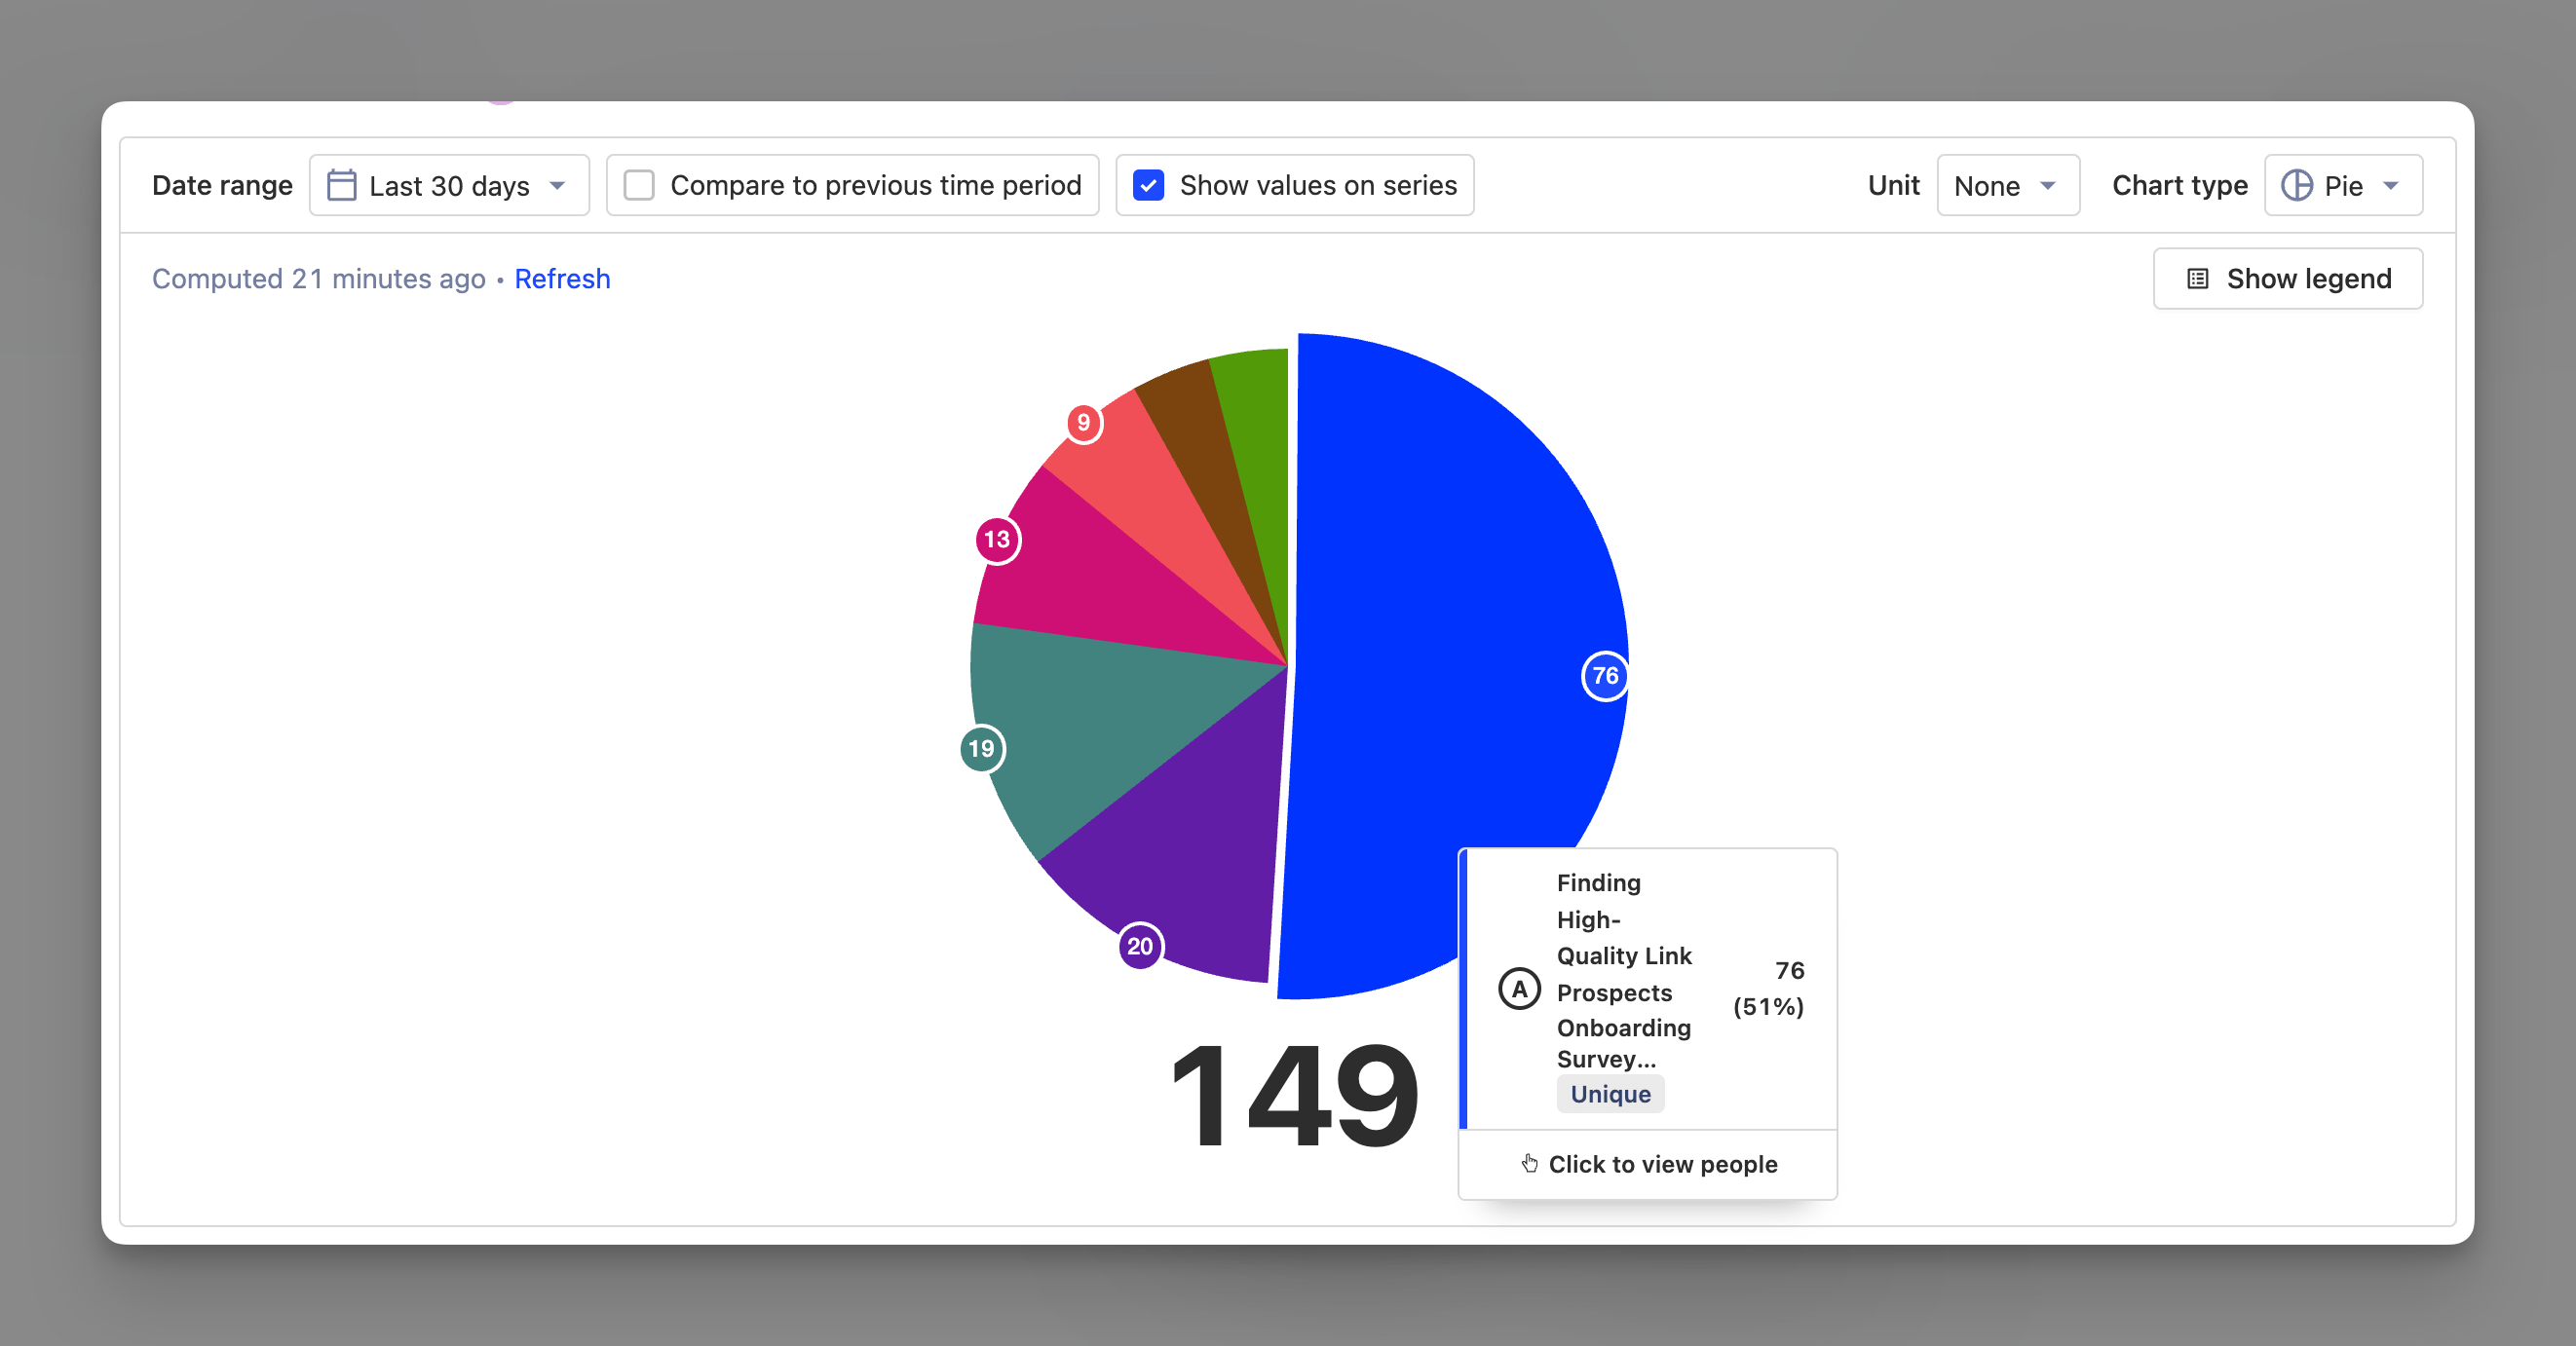 Date range
Last 30 days
Compare to previous time period
Show values on series
Unit
None
Chart type
Pie
Computed 21 minutes ago • Refresh
Show legend
9
13
76
19
20
149
A
Finding
High-
Quality Link
Prospects
Onboarding
Survey...
Unique
76
(51%)
Click to view people